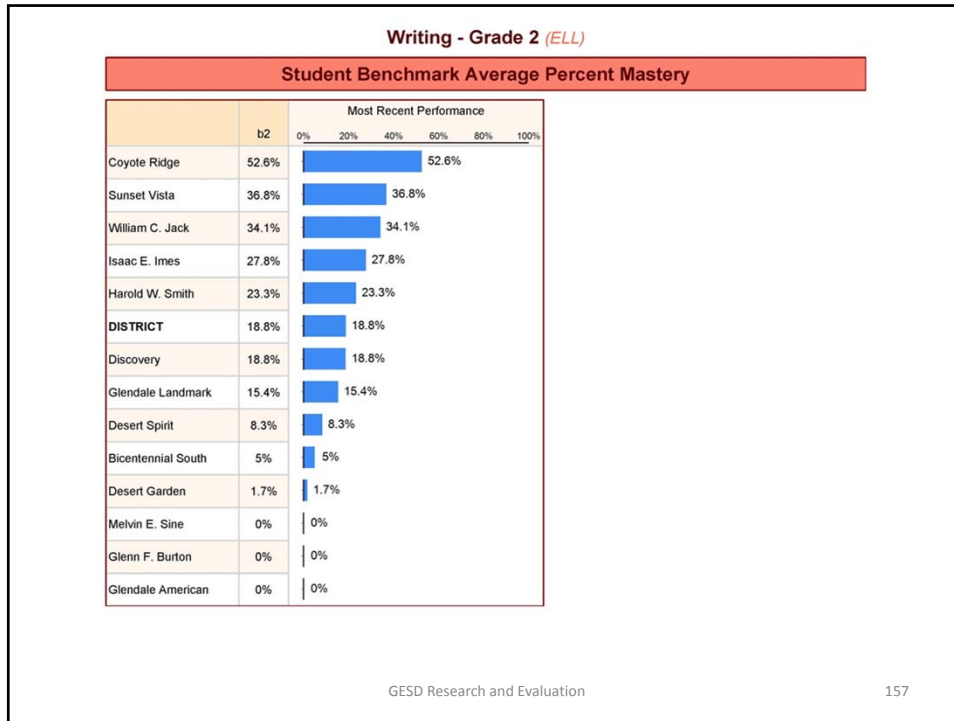 Writing - Grade 2 (ELL)
Student Benchmark Average Percent Mastery
Most Recent Performance
b2 0% 20% 40% 60% 80% 100%
Coyote Ridge 52.6% 52.6%
Sunset Vista 36.8% 36.8%
William C. Jack 34.1% 34.1%
Isaac E. Imes 27.8% 27.8%
Harold W. Smith 23.3% 23.3%
DISTRICT 18.8% 18.8%
Discovery 18.8% 18.8%
Glendale Landmark 15.4% 15.4%
Desert Spirit 8.3% 8.3%
Bicentennial South 5% 5%
Desert Garden 1.7% 1.7%
Melvin E. Sine 0% 0%
Glenn F. Burton 0% 0%
Glendale American 0% 0%
GESD Research and Evaluation 157